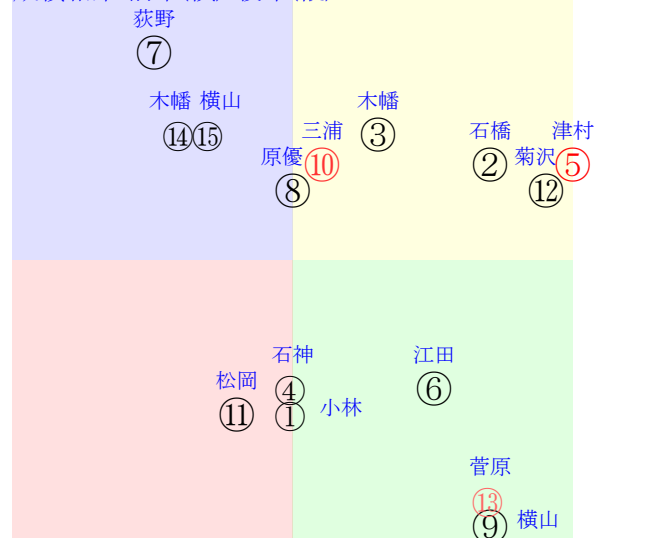 荻野
⑦
木幡 横山 木幡
⑭⑮ ③
三浦 石橋 津村
原優⑩ ② 菊沢⑤
⑧ ⑫
石神 江田
松岡 ④ ⑥
⑪ ① 小林
菅原
⑬
⑨ 横山